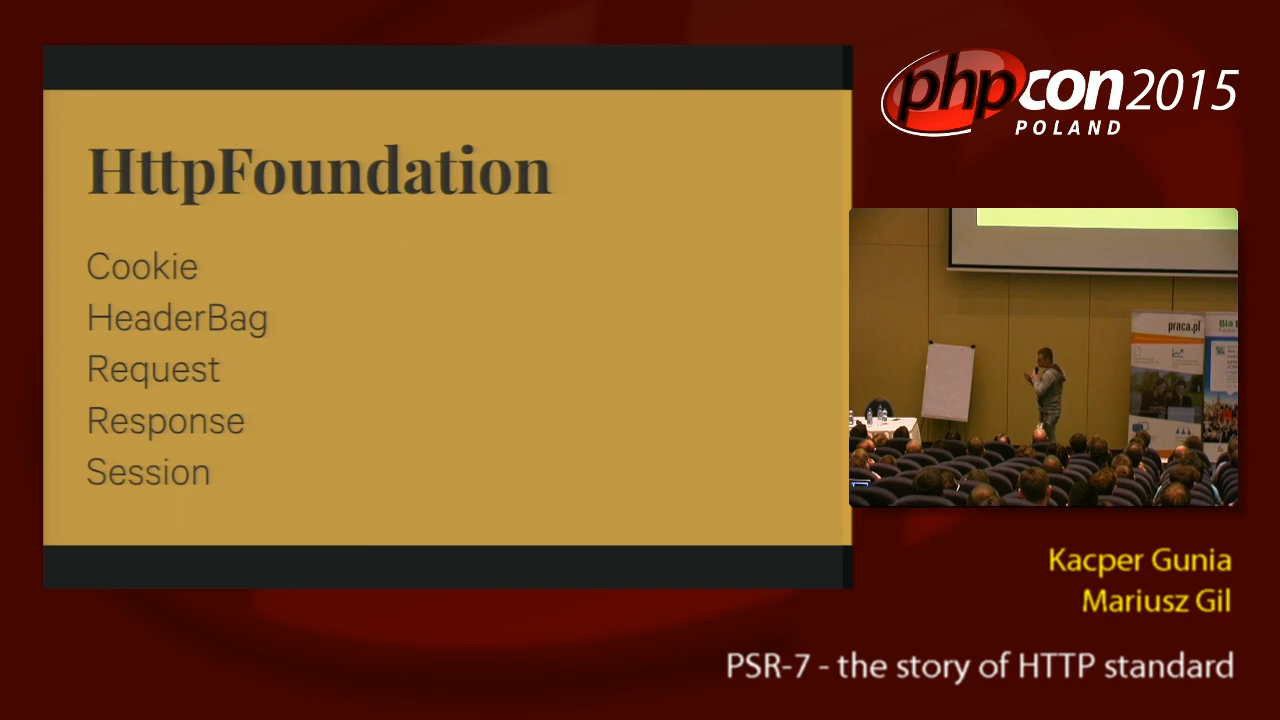 HttpFoundation
Cookie
HeaderBag
Request
Response
Session
phpcon2015
POLAND
praca.pl
Kacper Gunia
Mariusz Gil
PSR-7 - the story of HTTP standard